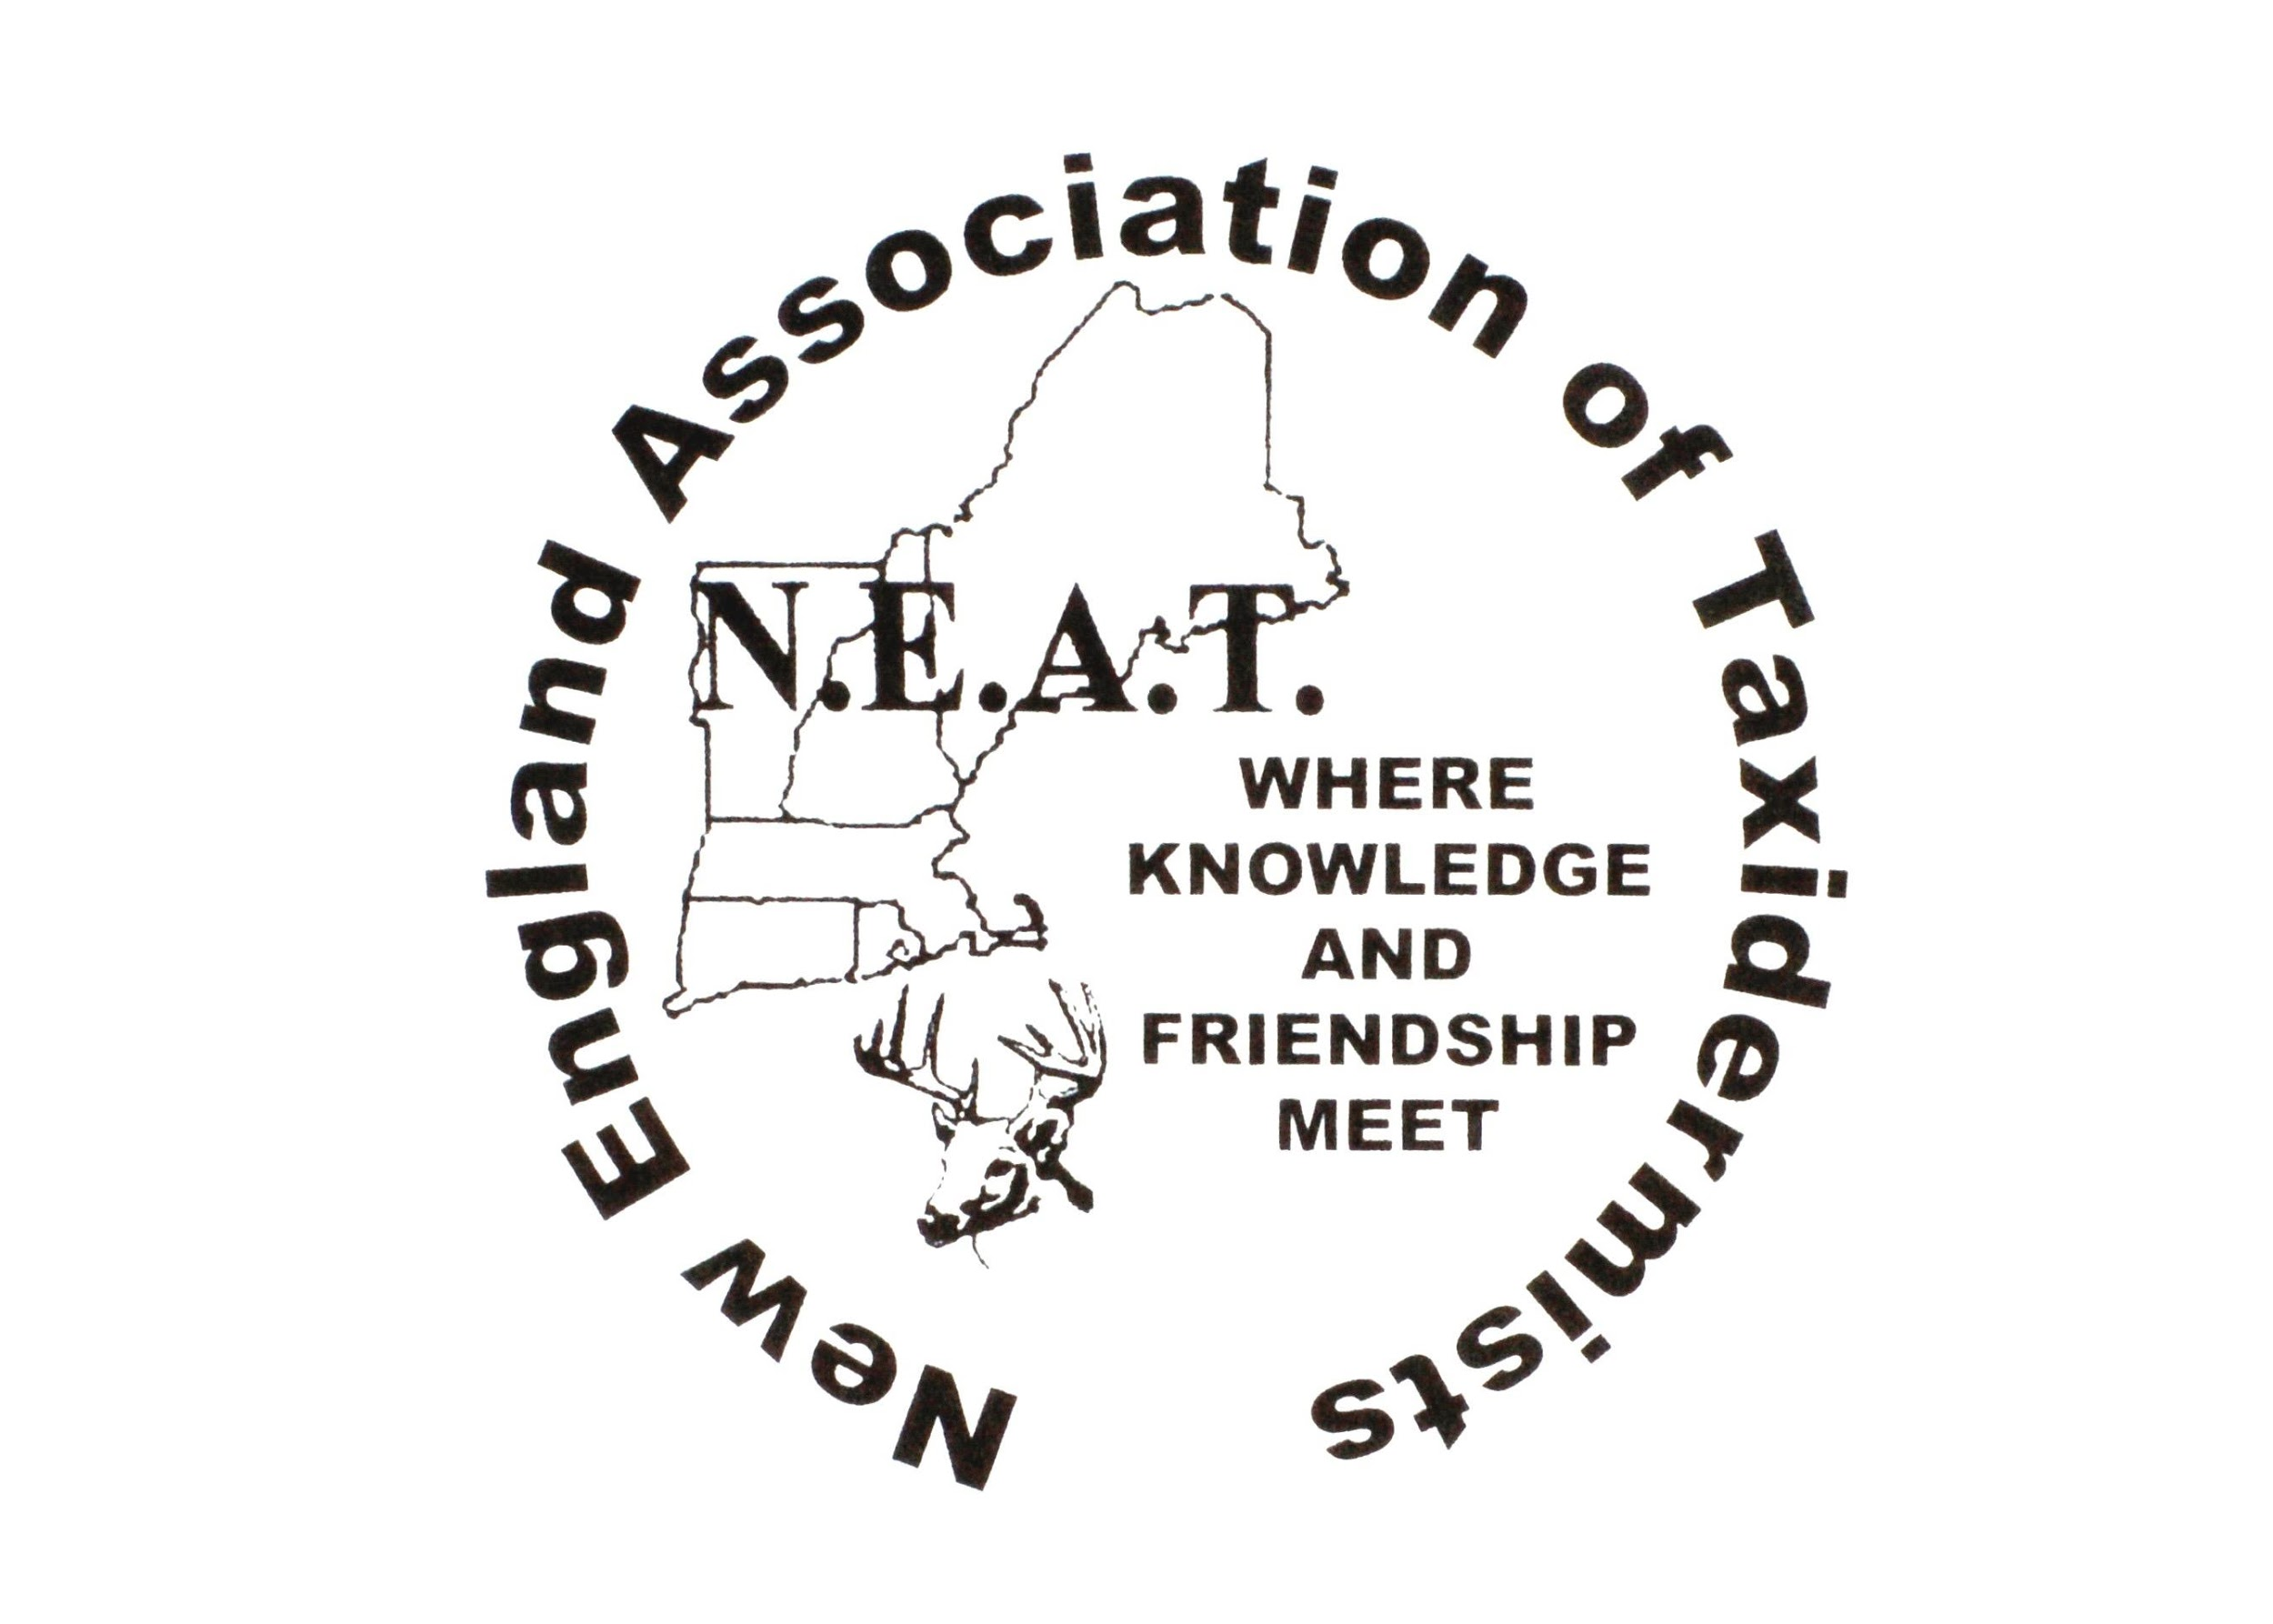 New England Association of Taxidermists
N.E.A.T.
WHERE
KNOWLEDGE
AND
FRIENDSHIP
MEET